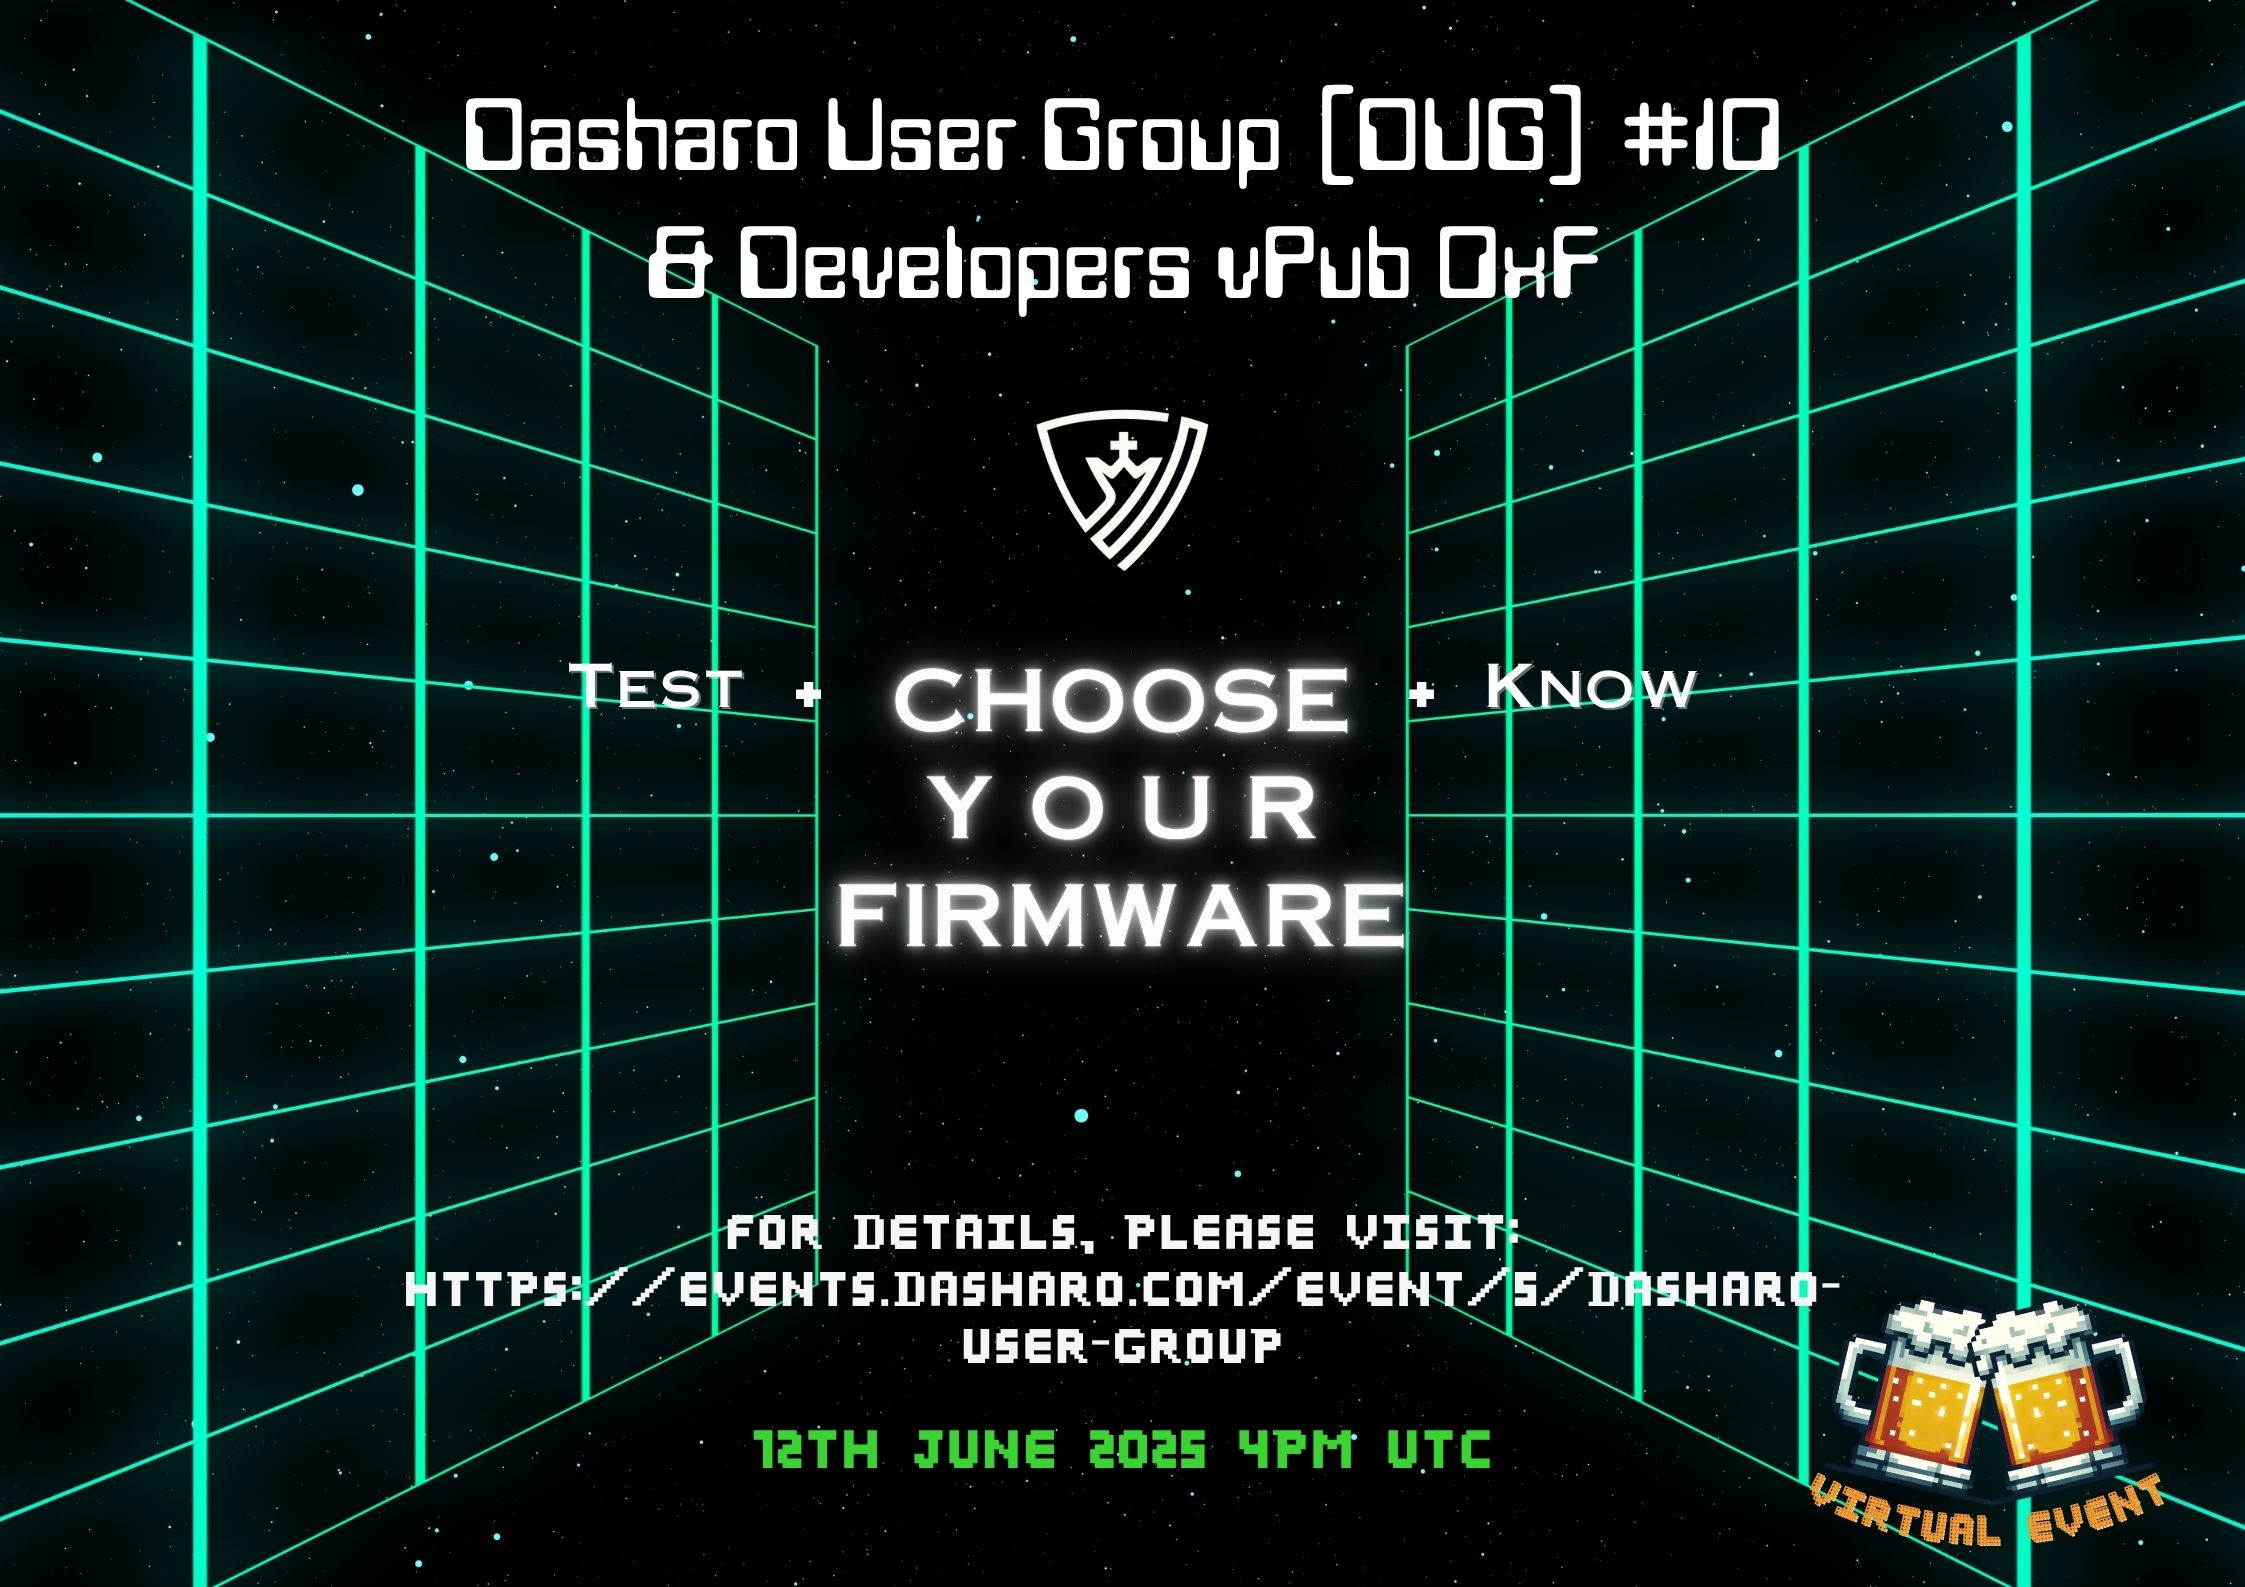 Dasharo User Group (DUG) #10
& Developers vPub 0xF
TEST + CHOOSE + KNOW
YOUR
FIRMWARE
FOR DETAILS, PLEASE VISIT:
HTTPS://EVENTS.DASHARO.COM/EVENT/5/DASHARO-
USER-GROUP
12TH JUNE 2025 4PM UTC
VIRTUAL EVENT